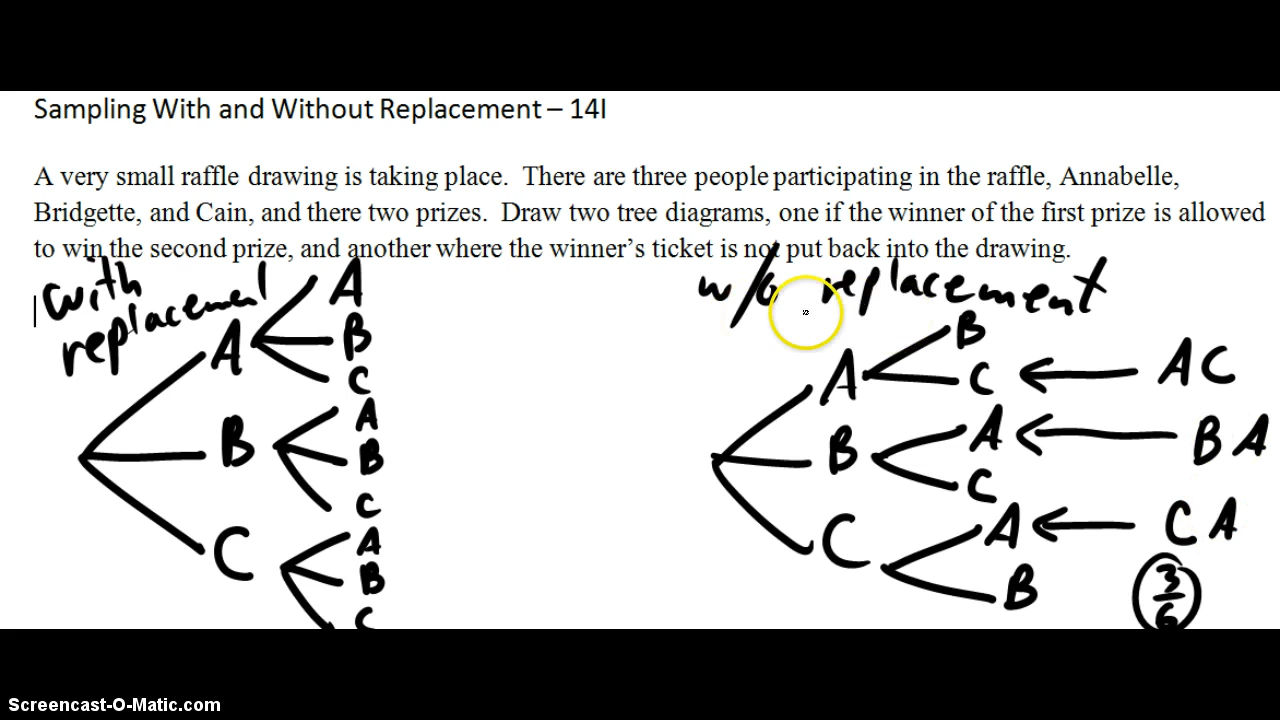 Sampling With and Without Replacement – 14I
A very small raffle drawing is taking place. There are three people participating in the raffle, Annabelle,
Bridgette, and Cain, and there two prizes. Draw two tree diagrams, one if the winner of the first prize is allowed
to win the second prize, and another where the winner's ticket is not put back into the drawing.
with
replacement
A
A
B
C
B
A
B
C
C
A
B
C
w/o replacement
A
B
C
AC
B
A
BA
C
C
A
CA
B
3/6
Screencast-O-Matic.com